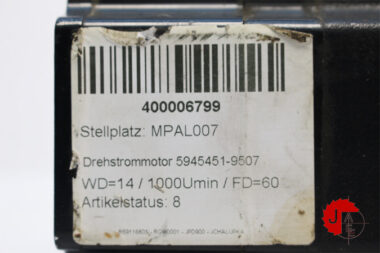 400006799
Stellplatz: MPAL007
Drehstrommotor 5945451-9507
WD=14 / 1000Umin / FD=60
Artikelstatus: 8